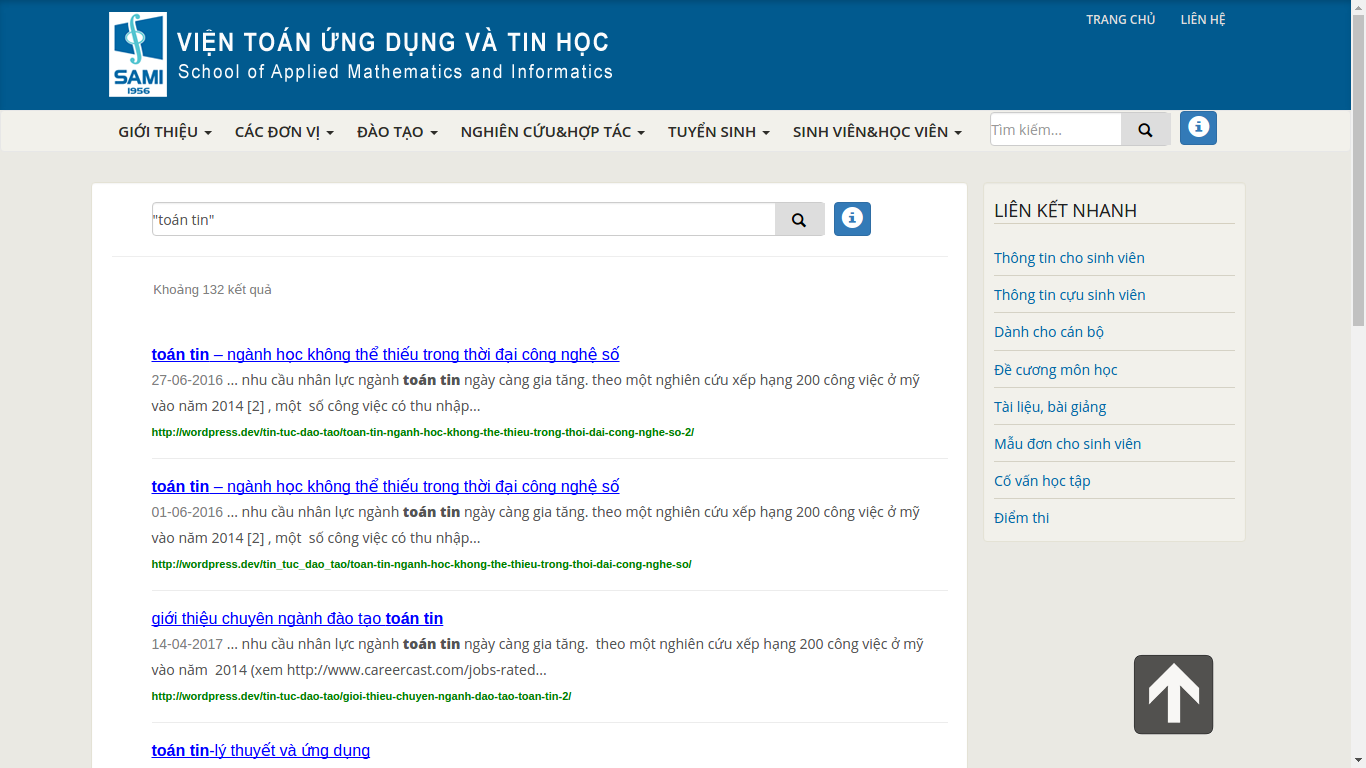 TRANG CHỦ LIÊN HỆ
SAMI
1956
VIỆN TOÁN ỨNG DỤNG VÀ TIN HỌC
School of Applied Mathematics and Informatics
GIỚI THIỆU CÁC ĐƠN VỊ ĐÀO TẠO NGHIÊN CỨU&HỢP TÁC TUYỂN SINH SINH VIÊN&HỌC VIÊN Tìm kiếm...
"toán tin"
Khoảng 132 kết quả
toán tin – ngành học không thể thiếu trong thời đại công nghệ số
27-06-2016 ... nhu cầu nhân lực ngành toán tin ngày càng gia tăng. theo một nghiên cứu xếp hạng 200 công việc ở mỹ
vào năm 2014 [2] , một số công việc có thu nhập...
http://wordpress.dev/tin-tuc-dao-tao/toan-tin-nganh-hoc-khong-the-thieu-trong-thoi-dai-cong-nghe-so-2/
toán tin – ngành học không thể thiếu trong thời đại công nghệ số
01-06-2016 ... nhu cầu nhân lực ngành toán tin ngày càng gia tăng. theo một nghiên cứu xếp hạng 200 công việc ở mỹ
vào năm 2014 [2] , một số công việc có thu nhập...
http://wordpress.dev/tin_tuc_dao_tao/toan-tin-nganh-hoc-khong-the-thieu-trong-thoi-dai-cong-nghe-so/
giới thiệu chuyên ngành đào tạo toán tin
14-04-2017 ... nhu cầu nhân lực ngành toán tin ngày càng gia tăng. theo một nghiên cứu xếp hạng 200 công việc ở mỹ
vào năm 2014 (xem http://www.careercast.com/jobs-rated...
http://wordpress.dev/tin-tuc-dao-tao/gioi-thieu-chuyen-nganh-dao-tao-toan-tin-2/
toán tin-lý thuyết và ứng dụng
LIÊN KẾT NHANH
Thông tin cho sinh viên
Thông tin cựu sinh viên
Dành cho cán bộ
Đề cương môn học
Tài liệu, bài giảng
Mẫu đơn cho sinh viên
Cố vấn học tập
Điểm thi